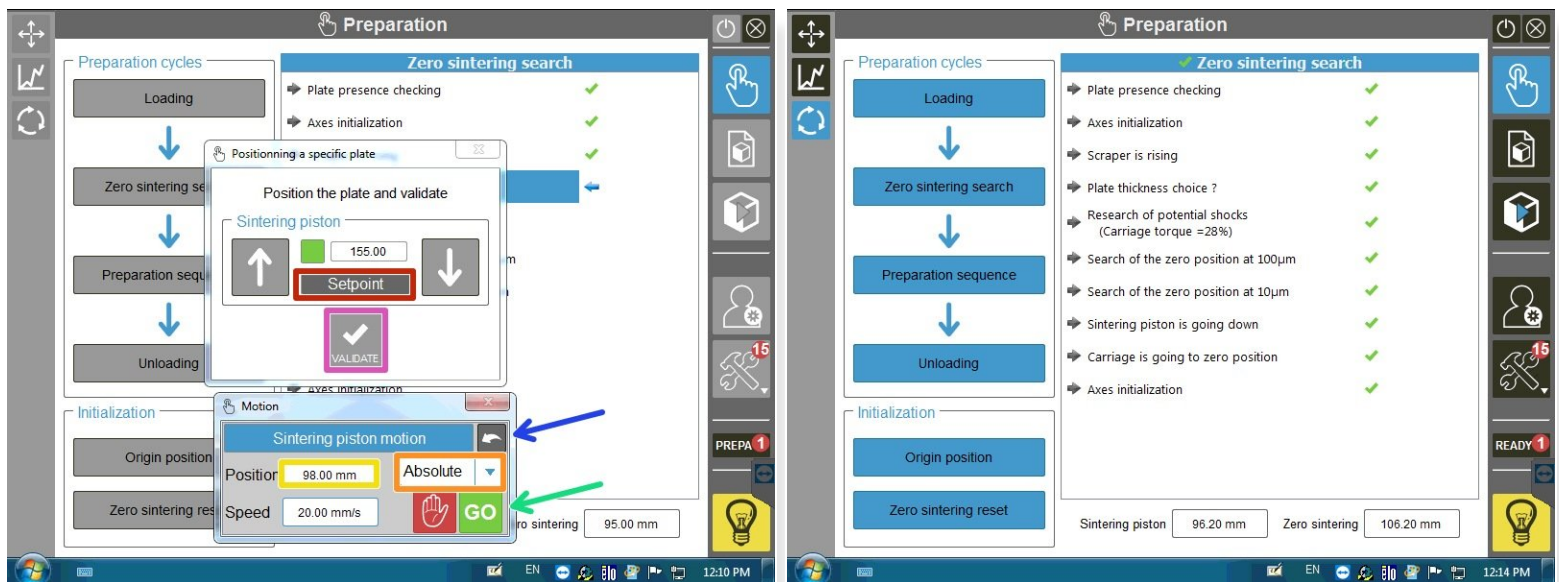 Preparation
Preparation cycles
Loading
Zero sintering se
Preparation sequ
Unloading
Initialization
Origin position
Zero sintering res
Zero sintering search
Plate presence checking
Axes initialization
Positionning a specific plate
Position the plate and validate
Sintering piston
155.00
Setpoint
VALIDATE
m
Axes initialization
Motion
Sintering piston motion
Position
98.00 mm
Absolute
Speed
20.00 mm/s
GO
ro sintering
95.00 mm
15
PREPA 1
EN
12:10 PM
Preparation
Preparation cycles
Loading
Zero sintering search
Preparation sequence
Unloading
Initialization
Origin position
Zero sintering reset
Zero sintering search
Plate presence checking
Axes initialization
Scraper is rising
Plate thickness choice ?
Research of potential shocks
(Carriage torque =28%)
Search of the zero position at 100µm
Search of the zero position at 10µm
Sintering piston is going down
Carriage is going to zero position
Axes initialization
Sintering piston
96.20 mm
Zero sintering
106.20 mm
15
READY 1
EN
12:14 PM